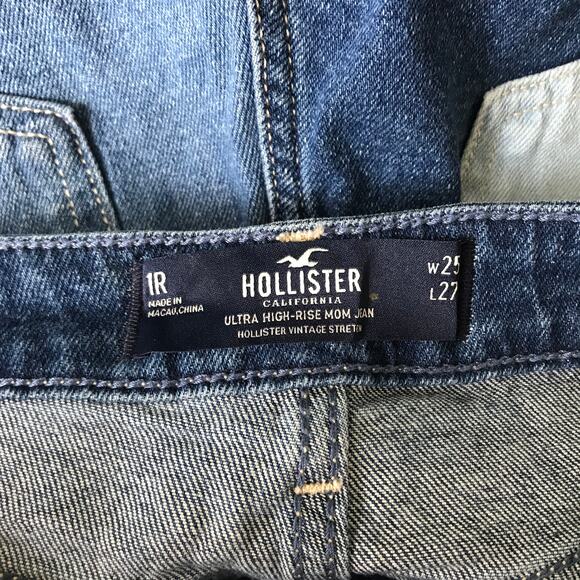 1R
MADE IN
MACAU,CHINA
HOLLISTER
CALIFORNIA
ULTRA HIGH-RISE MOM JEAN
HOLLISTER VINTAGE STRETCH
W25
L27